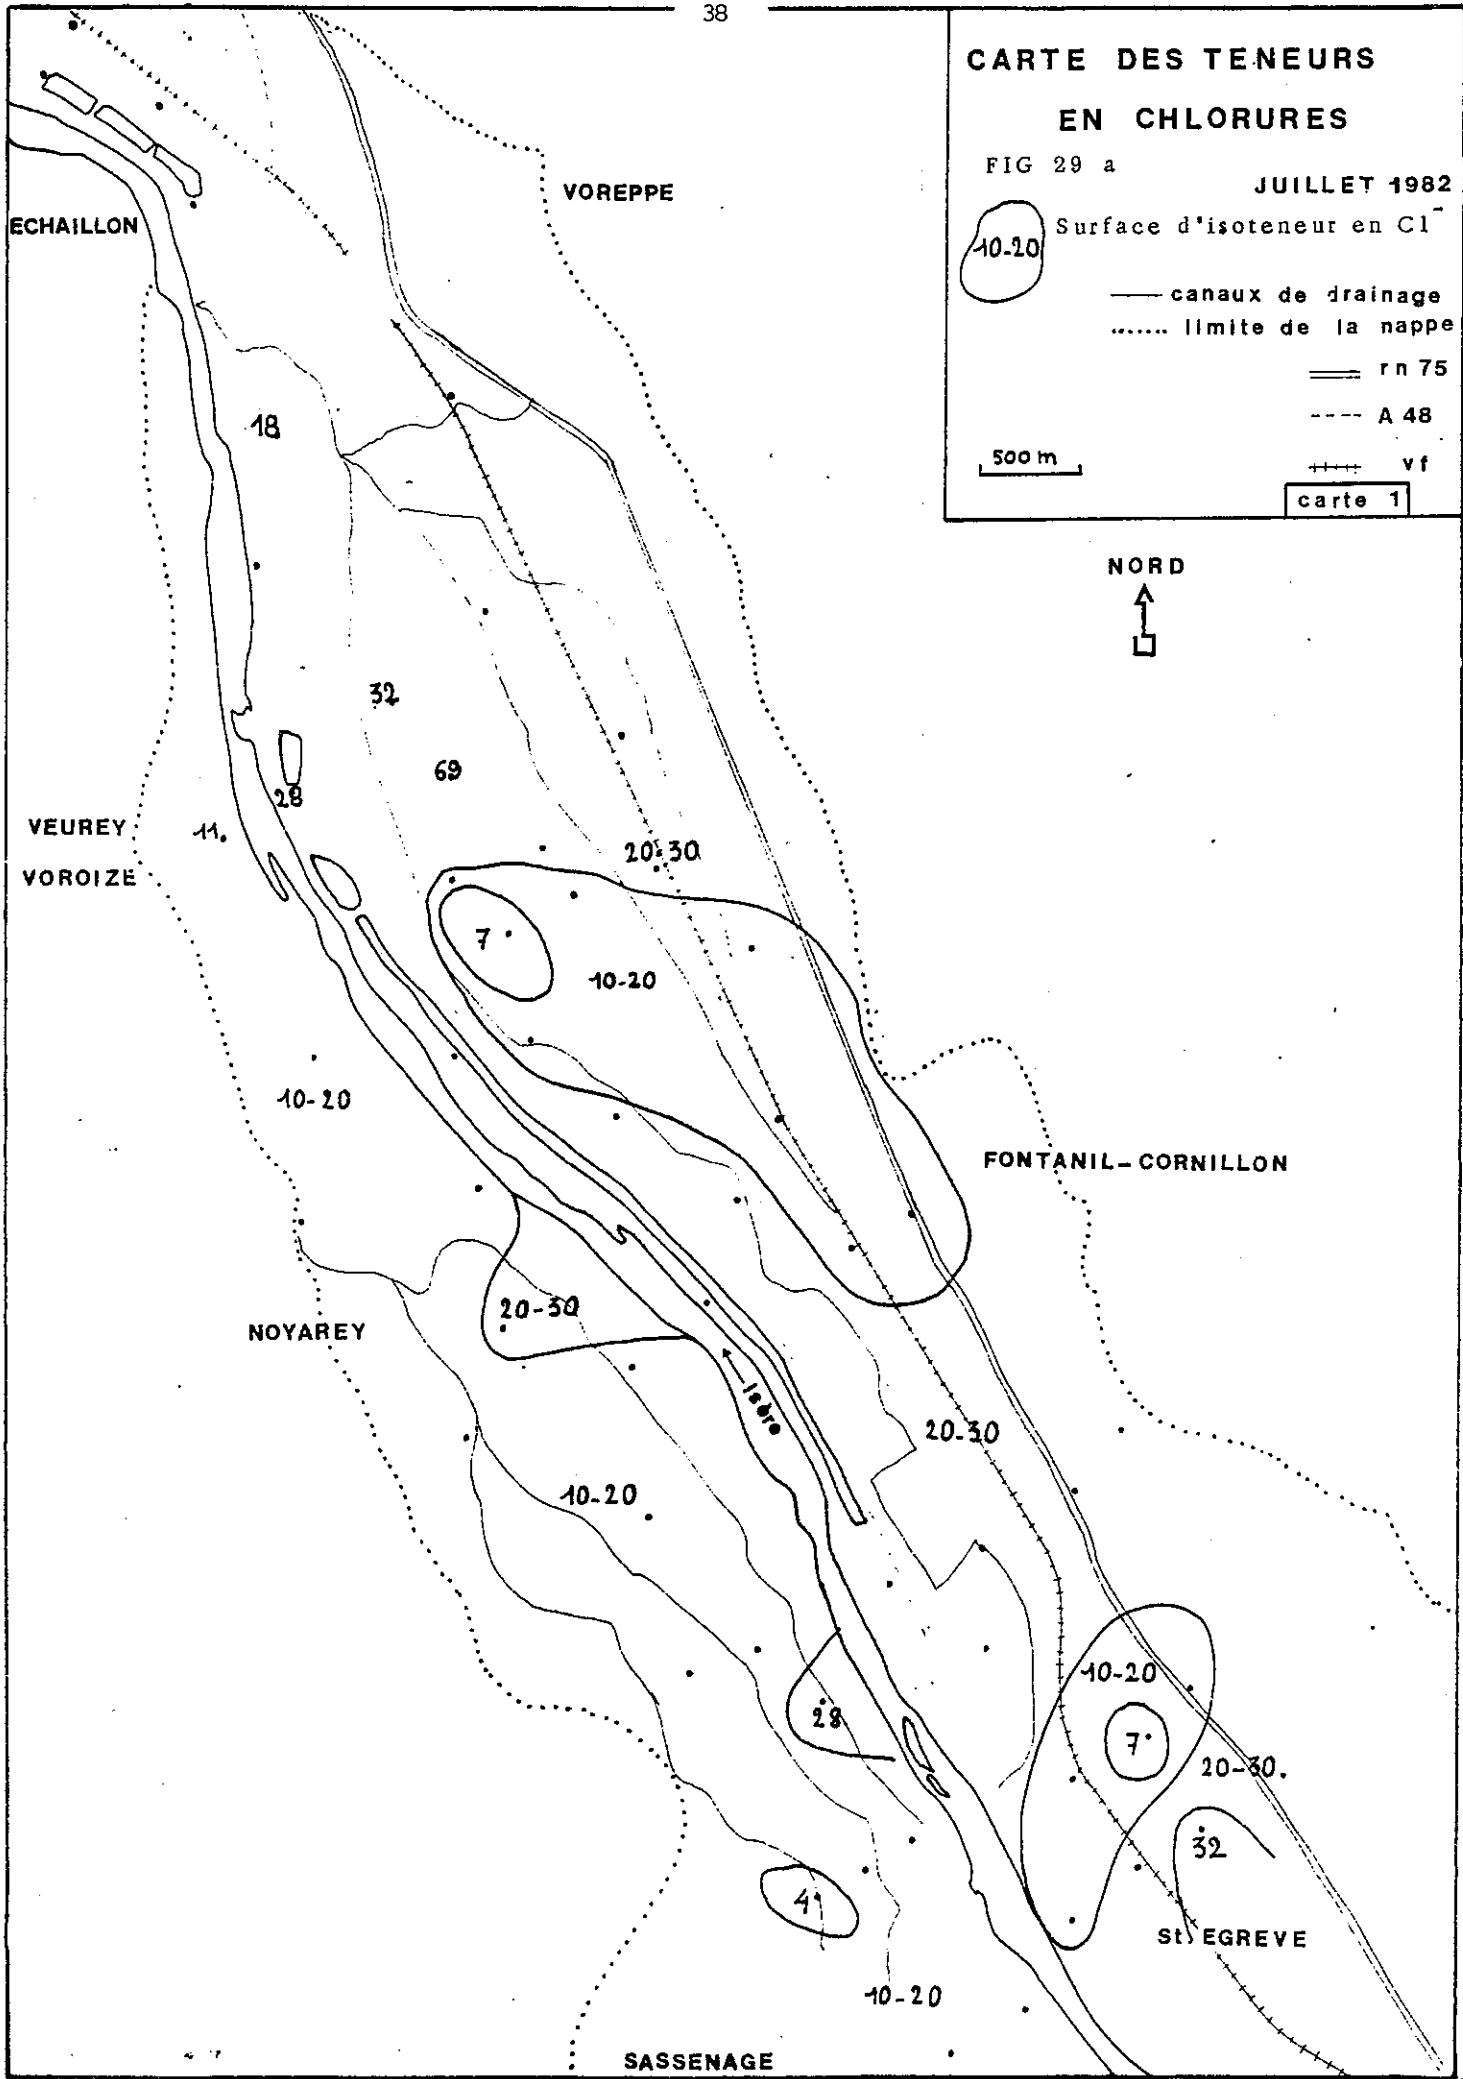 38
CARTE DES TENEURS
EN CHLORURES
FIG 29 a
JUILLET 1982
Surface d'isoteneur en Cl⁻
10-20
canaux de drainage
limite de la nappe
rn 75
A 48
500 m
vf
carte 1
NORD
VOREPPE
ECHAILLON
18
32
69
28
VEUREY
VOROIZE
11
20-30
7
10-20
10-20
FONTANIL-CORNILLON
20-30
NOYAREY
Isère
20-30
10-20
10-20
28
7
20-30
32
4
St EGREVE
10-20
SASSENAGE